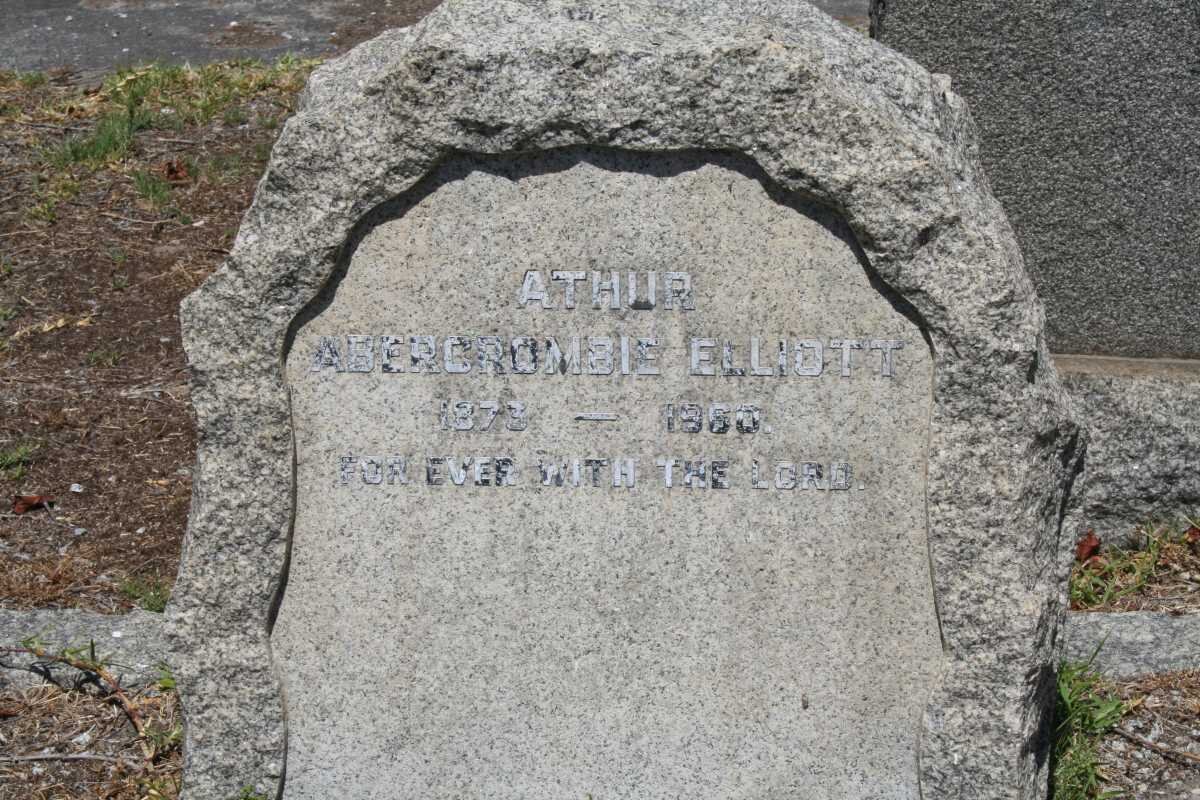 ATHUR
ABERCROMBIE ELLIOTT
1873 — 1960.
FOR EVER WITH THE LORD.